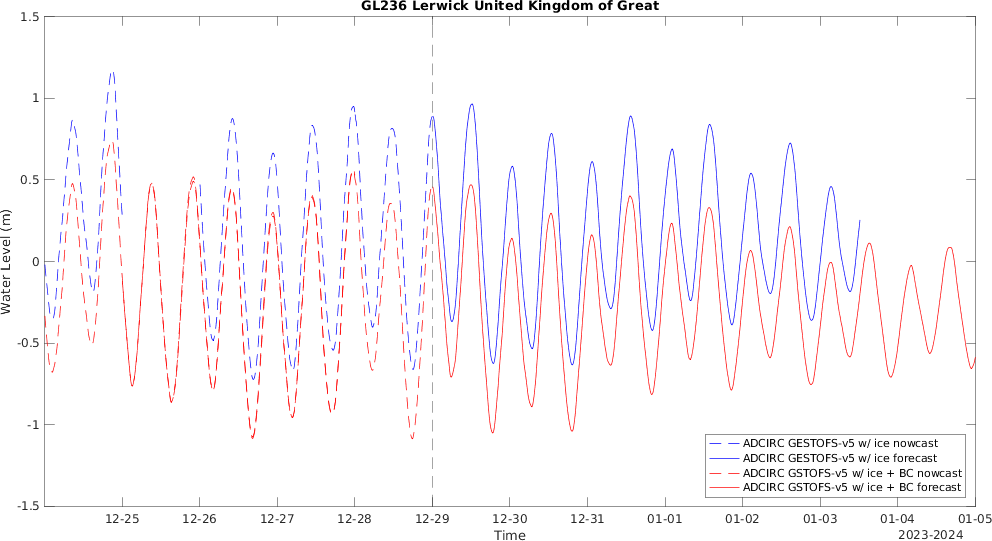 GL236 Lerwick United Kingdom of Great
1.5
1
0.5
0
-0.5
-1
-1.5
Water Level (m)
ADCIRC GESTOFS-v5 w/ ice nowcast
ADCIRC GESTOFS-v5 w/ ice forecast
ADCIRC GSTOFS-v5 w/ ice + BC nowcast
ADCIRC GSTOFS-v5 w/ ice + BC forecast
12-25 12-26 12-27 12-28 12-29 12-30 12-31 01-01 01-02 01-03 01-04 01-05
Time
2023-2024